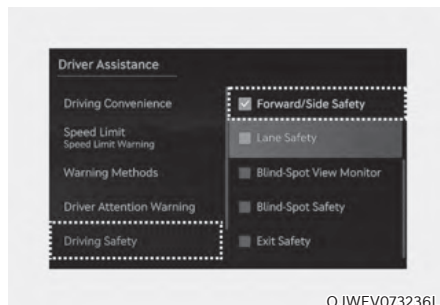 Driver Assistance
Driving Convenience
Speed Limit
Speed Limit Warning
Warning Methods
Driver Attention Warning
Driving Safety
Forward/Side Safety
Lane Safety
Blind-Spot View Monitor
Blind-Spot Safety
Exit Safety
OJWEV073236L